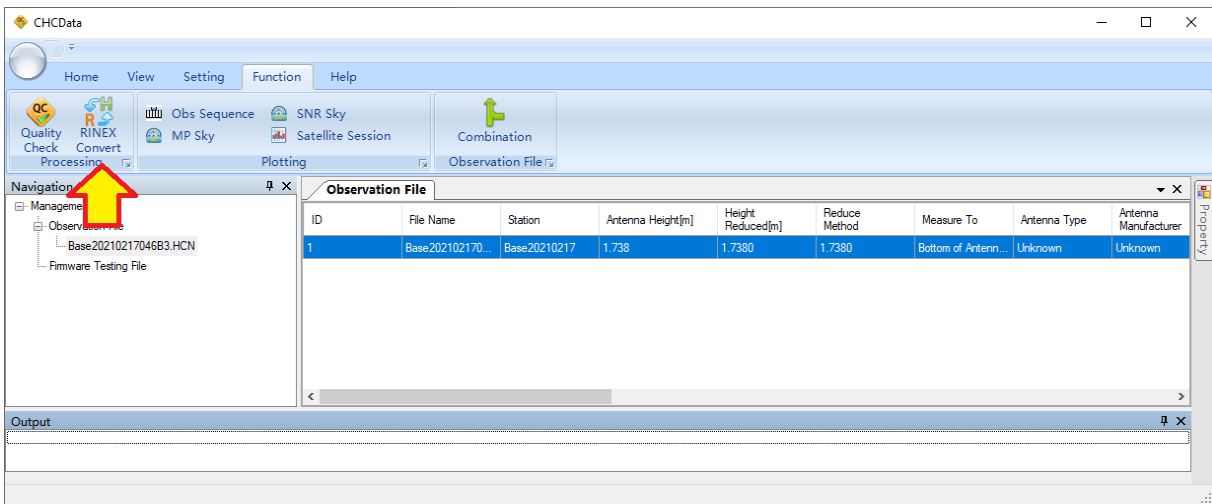 CHCData
Home View Setting Function Help
QC
Quality Check
H
R
RINEX Convert
Processing
Obs Sequence
MP Sky
SNR Sky
Satellite Session
Plotting
Combination
Observation File
Navigation
Observation File
Property
ID File Name Station Antenna Height[m] Height Reduced[m] Reduce Method Measure To Antenna Type Antenna Manufacturer
1 Base202102170... Base20210217 1.738 1.7380 1.7380 Bottom of Antenn... Unknown Unknown
Base20210217046B3.HCN
Firmware Testing File
Output